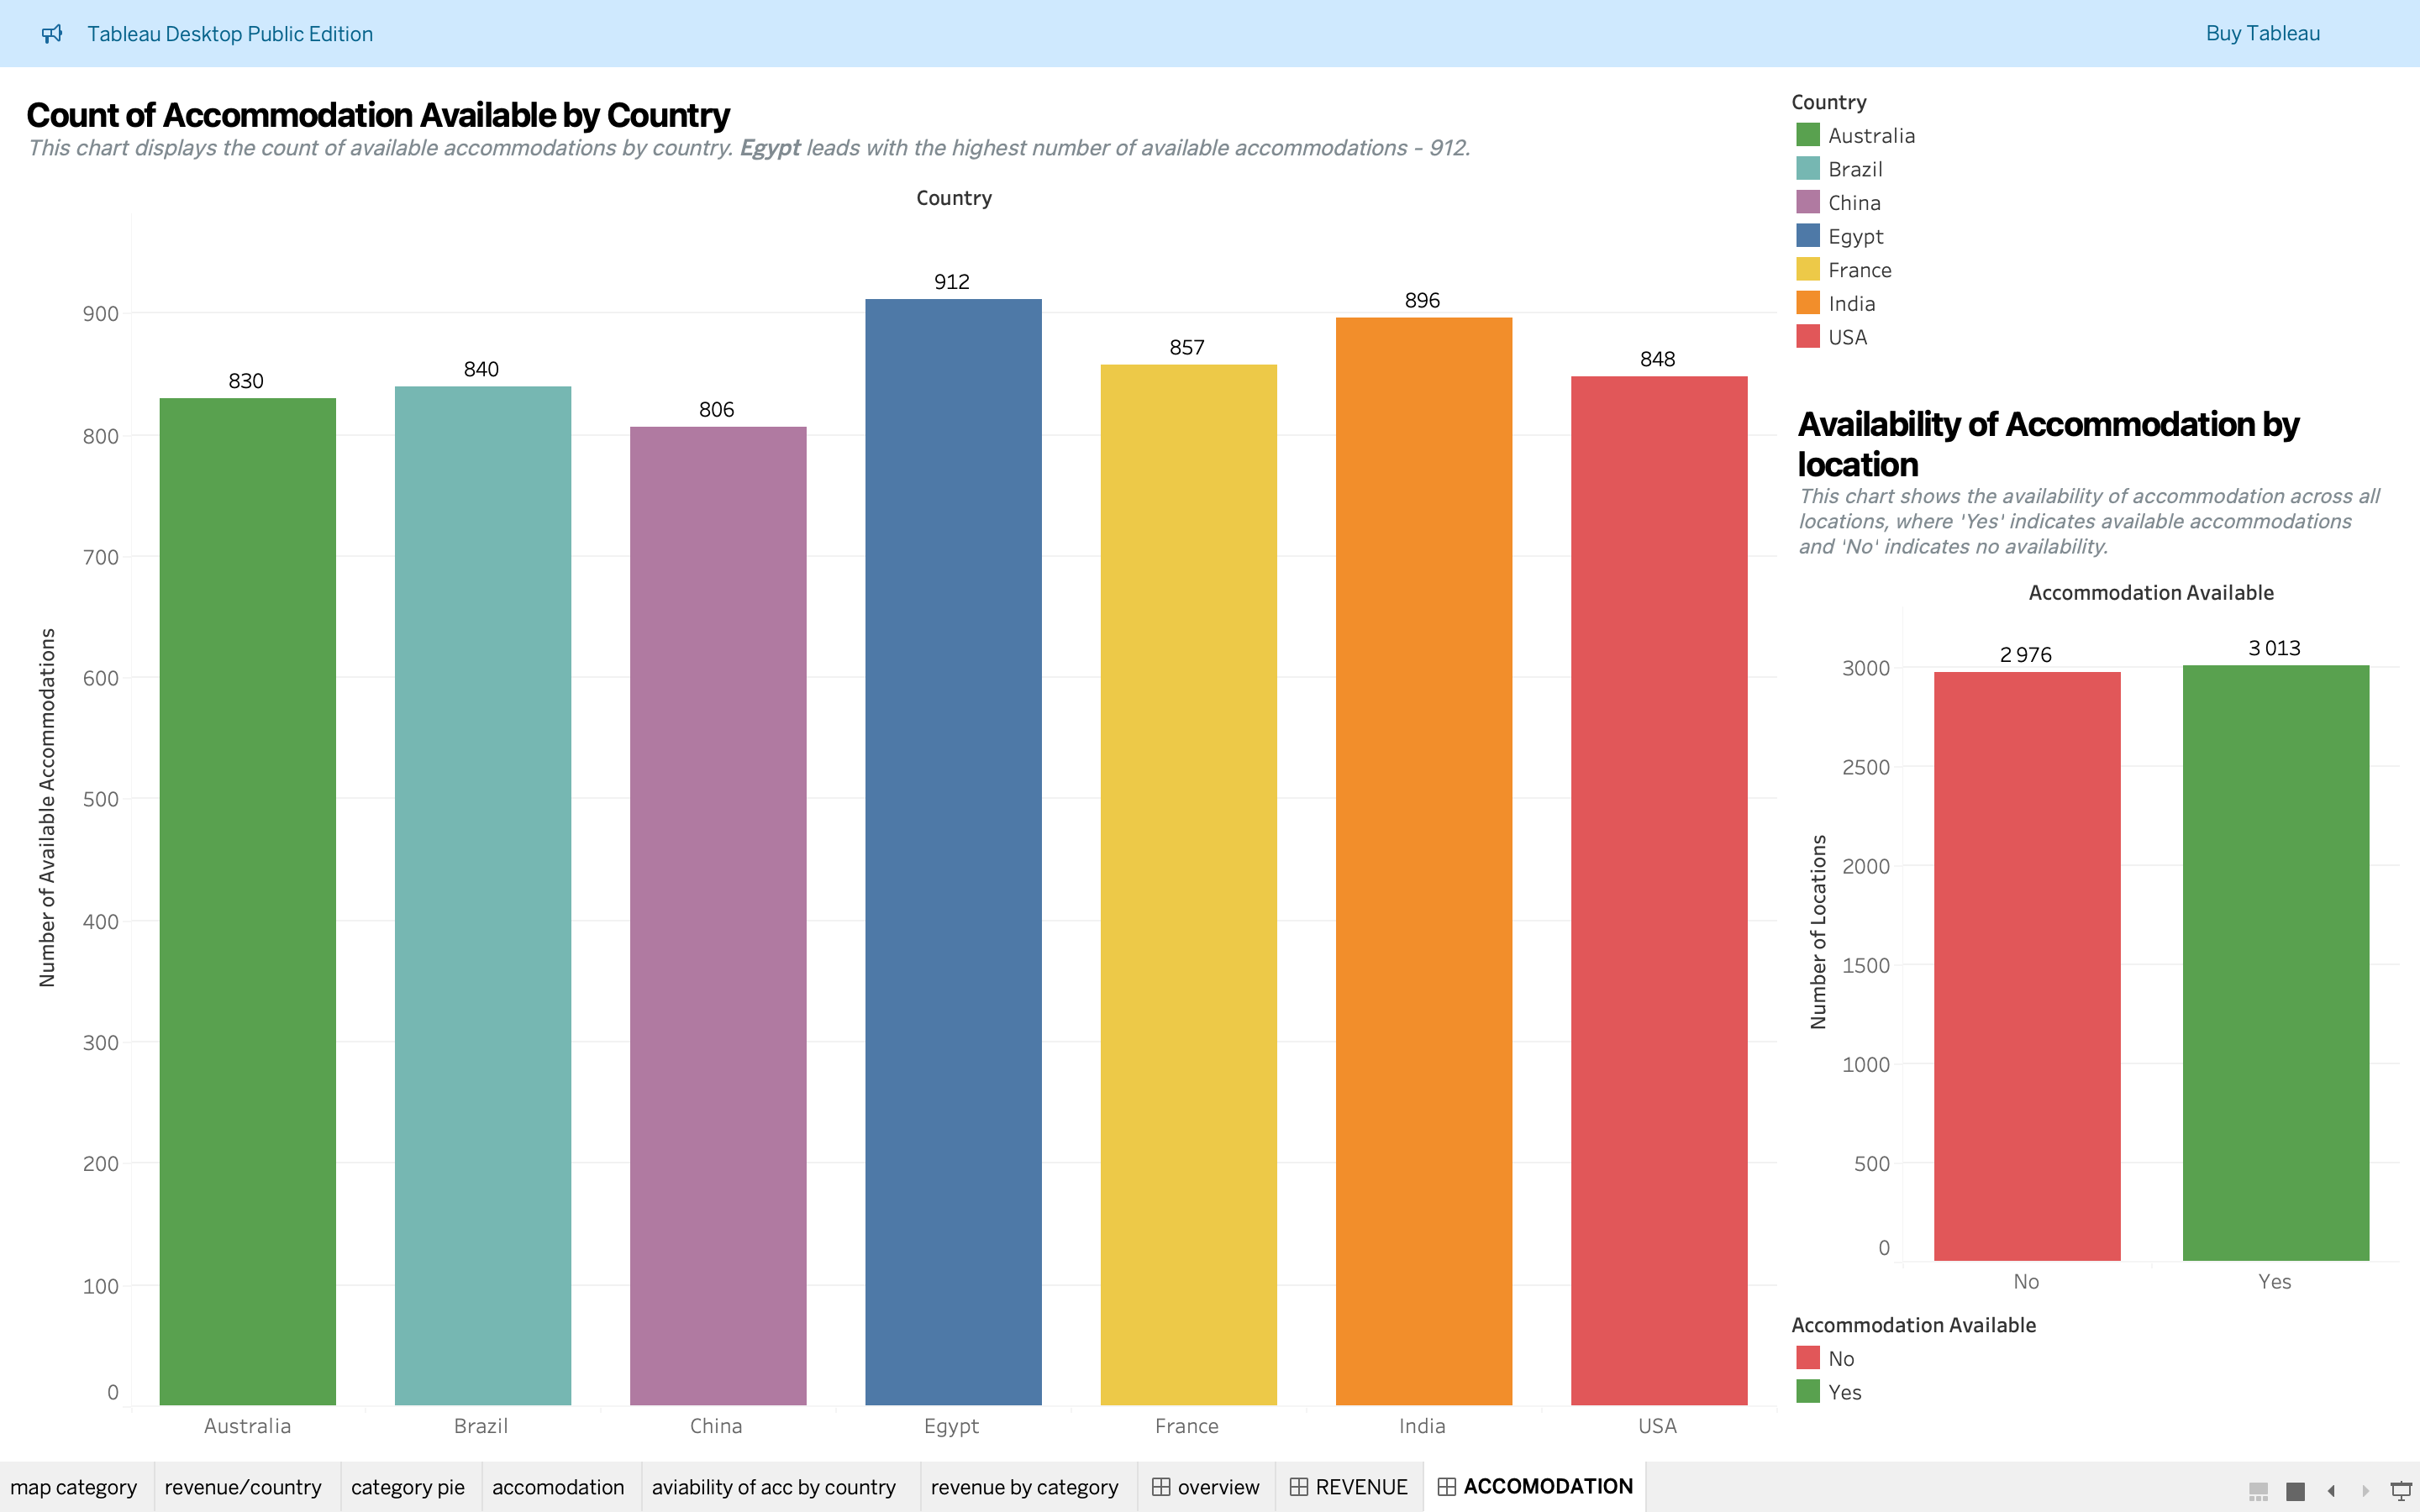 Tableau Desktop Public Edition
Buy Tableau
Count of Accommodation Available by Country
This chart displays the count of available accommodations by country. Egypt leads with the highest number of available accommodations - 912.
Country
900
800
700
600
500
400
300
200
100
0
Number of Available Accommodations
830
840
806
912
857
896
848
Australia
Brazil
China
Egypt
France
India
USA
Country
Australia
Brazil
China
Egypt
France
India
USA
Availability of Accommodation by
location
This chart shows the availability of accommodation across all
locations, where 'Yes' indicates available accommodations
and 'No' indicates no availability.
Accommodation Available
2 976
3 013
3000
2500
2000
1500
1000
500
0
Number of Locations
No
Yes
Accommodation Available
No
Yes
map category
revenue/country
category pie
accomodation
aviability of acc by country
revenue by category
overview
REVENUE
ACCOMODATION